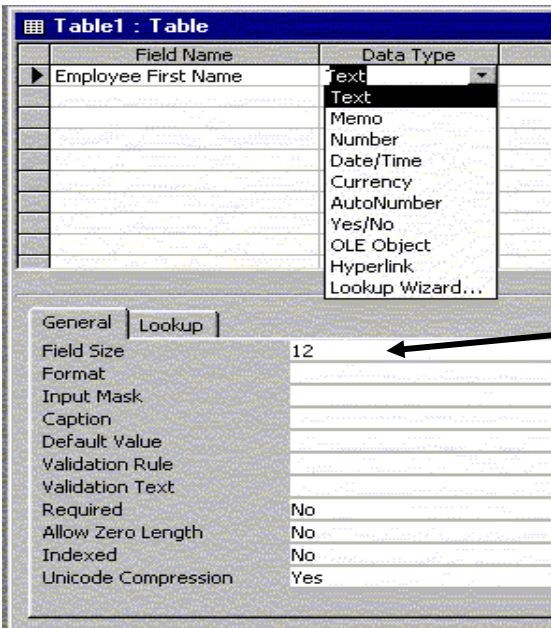 Table1 : Table
Field Name Data Type
Employee First Name Text
Text
Memo
Number
Date/Time
Currency
AutoNumber
Yes/No
OLE Object
Hyperlink
Lookup Wizard...
General Lookup
Field Size 12
Format
Input Mask
Caption
Default Value
Validation Rule
Validation Text
Required No
Allow Zero Length No
Indexed No
Unicode Compression Yes